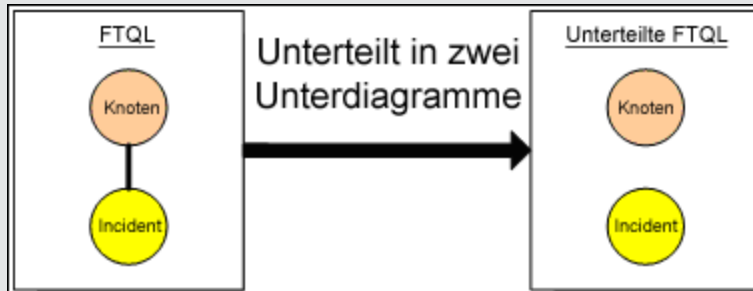 FTQL
Knoten
Incident
Unterteilt in zwei
Unterdiagramme
Unterteilte FTQL
Knoten
Incident